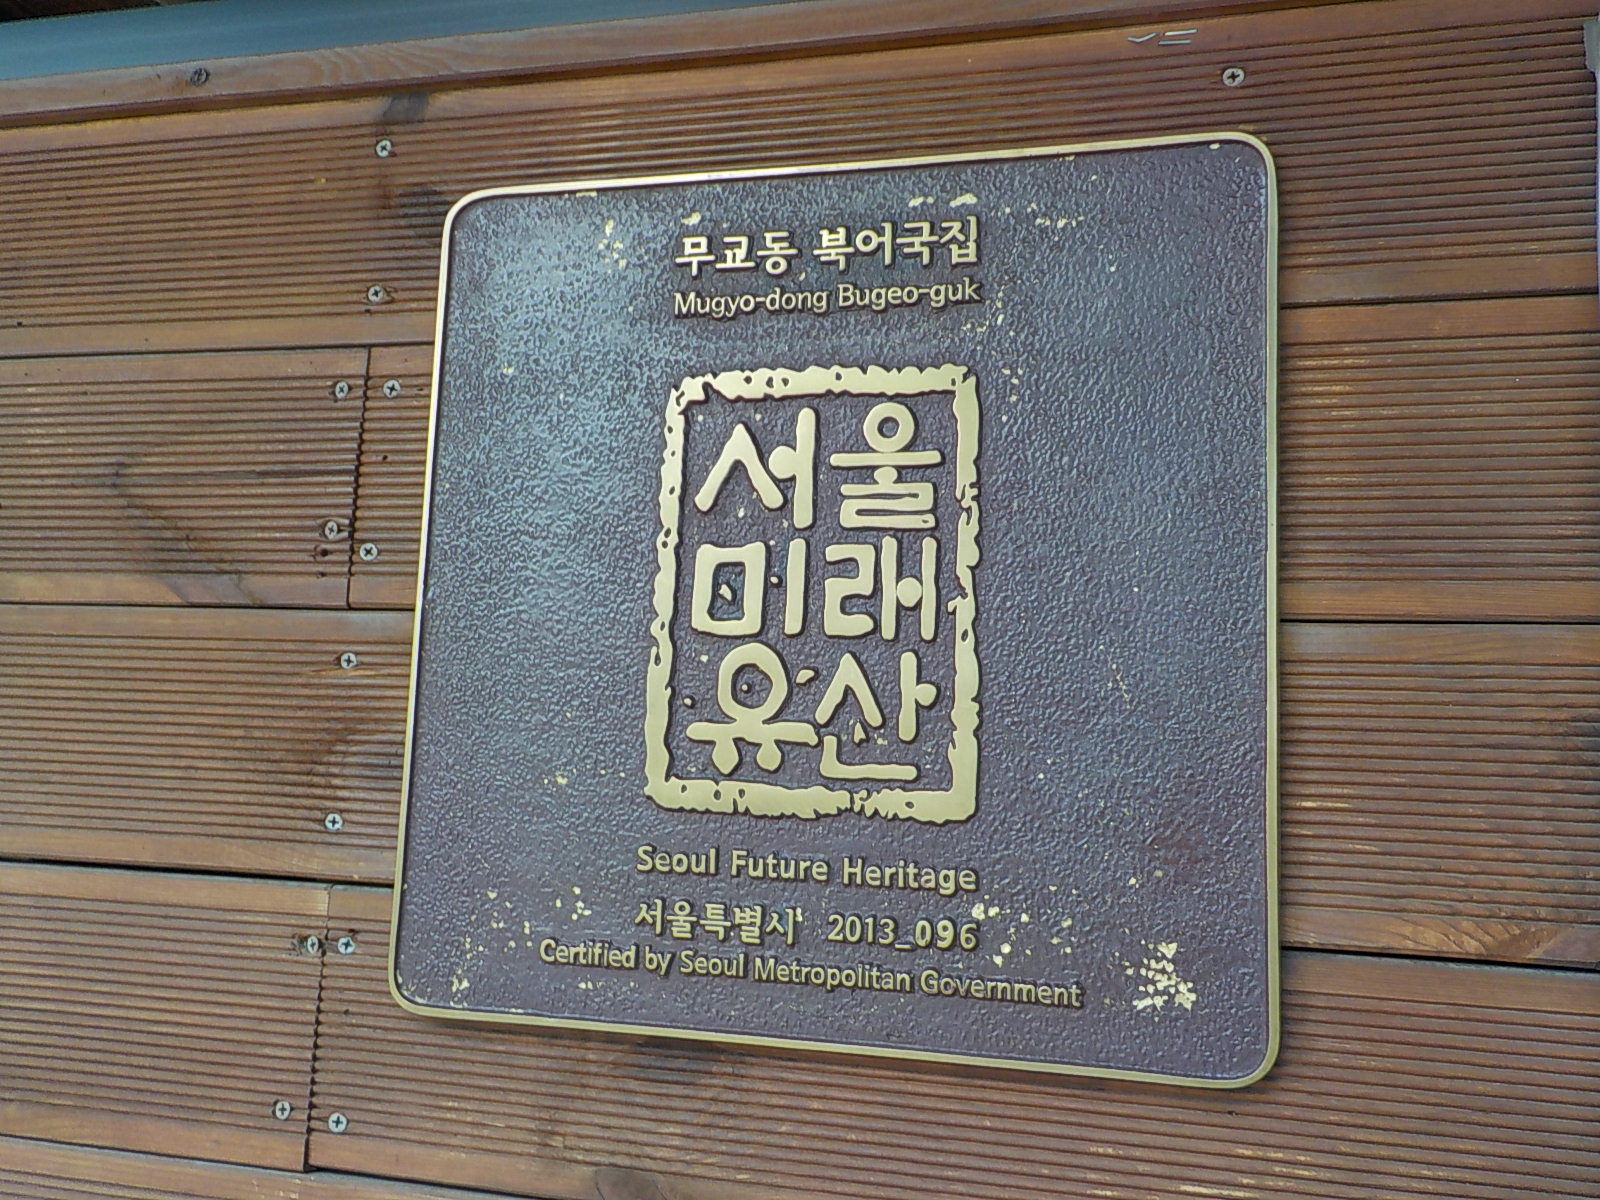 무교동 북어국집
Mugyo-dong Bugeo-guk
서울
미래
유산
Seoul Future Heritage
서울특별시 2013_096
Certified by Seoul Metropolitan Government